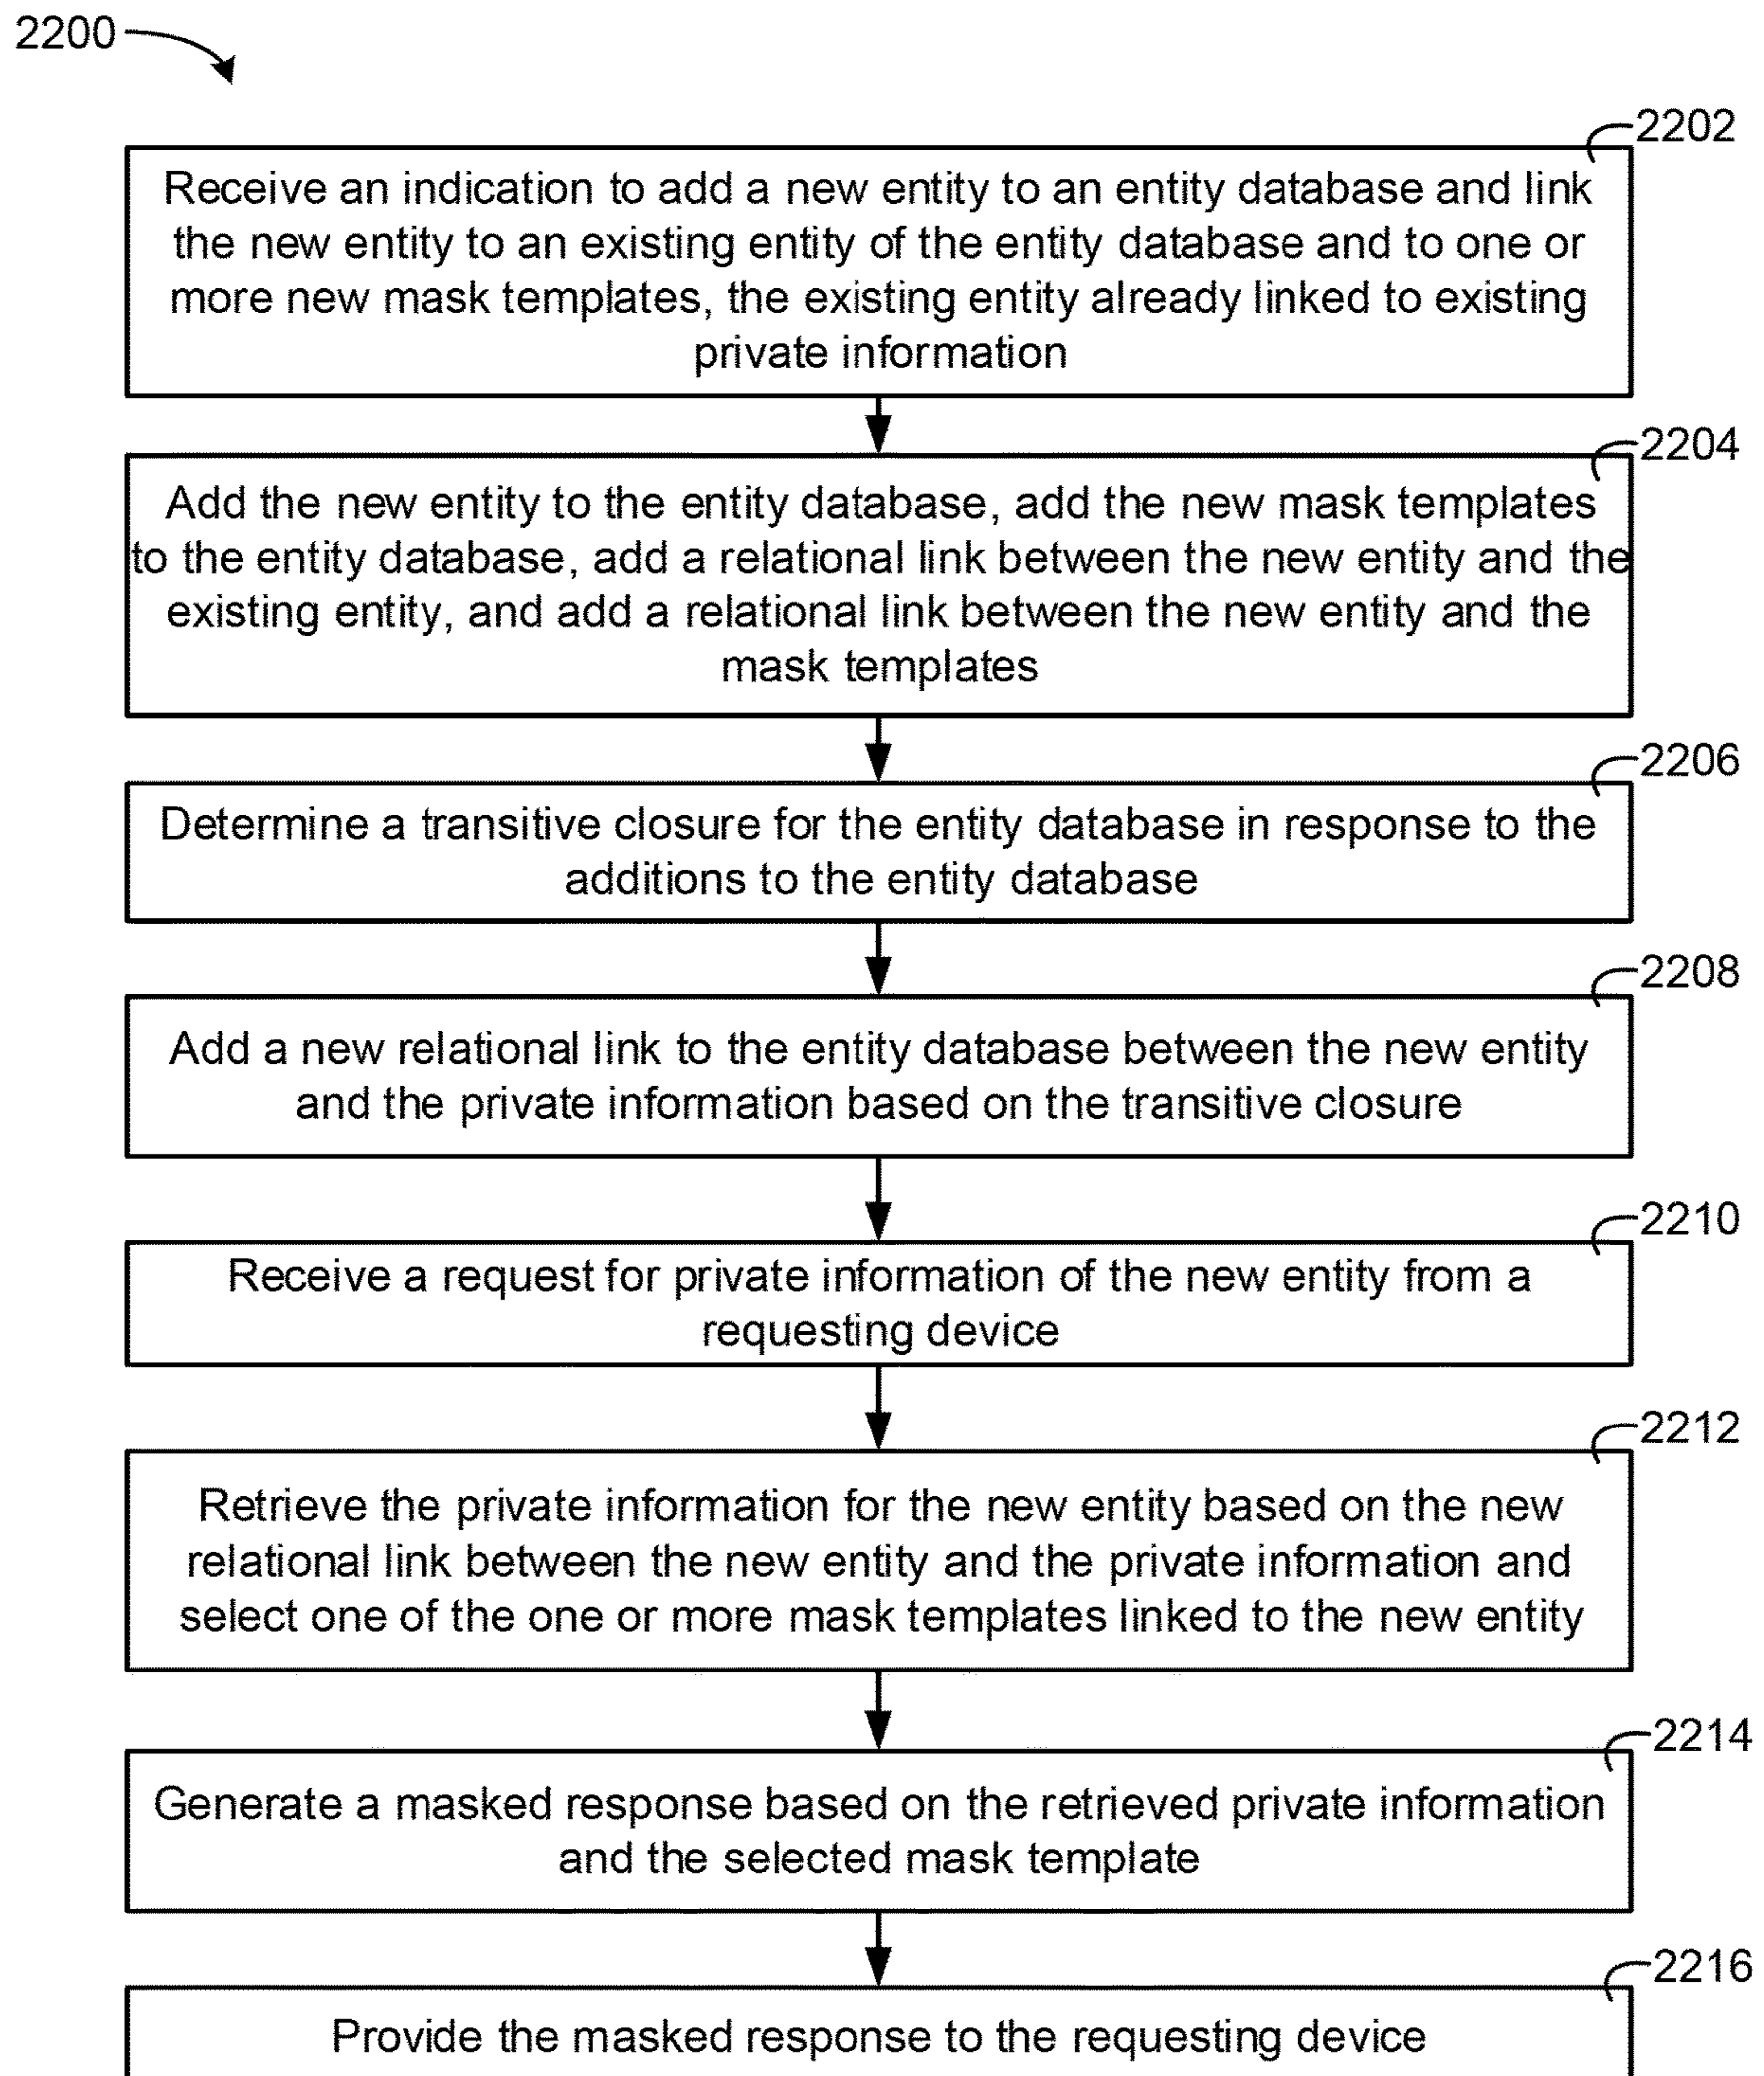 2200
2202
Receive an indication to add a new entity to an entity database and link
the new entity to an existing entity of the entity database and to one or
more new mask templates, the existing entity already linked to existing
private information
2204
Add the new entity to the entity database, add the new mask templates
to the entity database, add a relational link between the new entity and the
existing entity, and add a relational link between the new entity and the
mask templates
2206
Determine a transitive closure for the entity database in response to the
additions to the entity database
2208
Add a new relational link to the entity database between the new entity
and the private information based on the transitive closure
2210
Receive a request for private information of the new entity from a
requesting device
2212
Retrieve the private information for the new entity based on the new
relational link between the new entity and the private information and
select one of the one or more mask templates linked to the new entity
2214
Generate a masked response based on the retrieved private information
and the selected mask template
2216
Provide the masked response to the requesting device